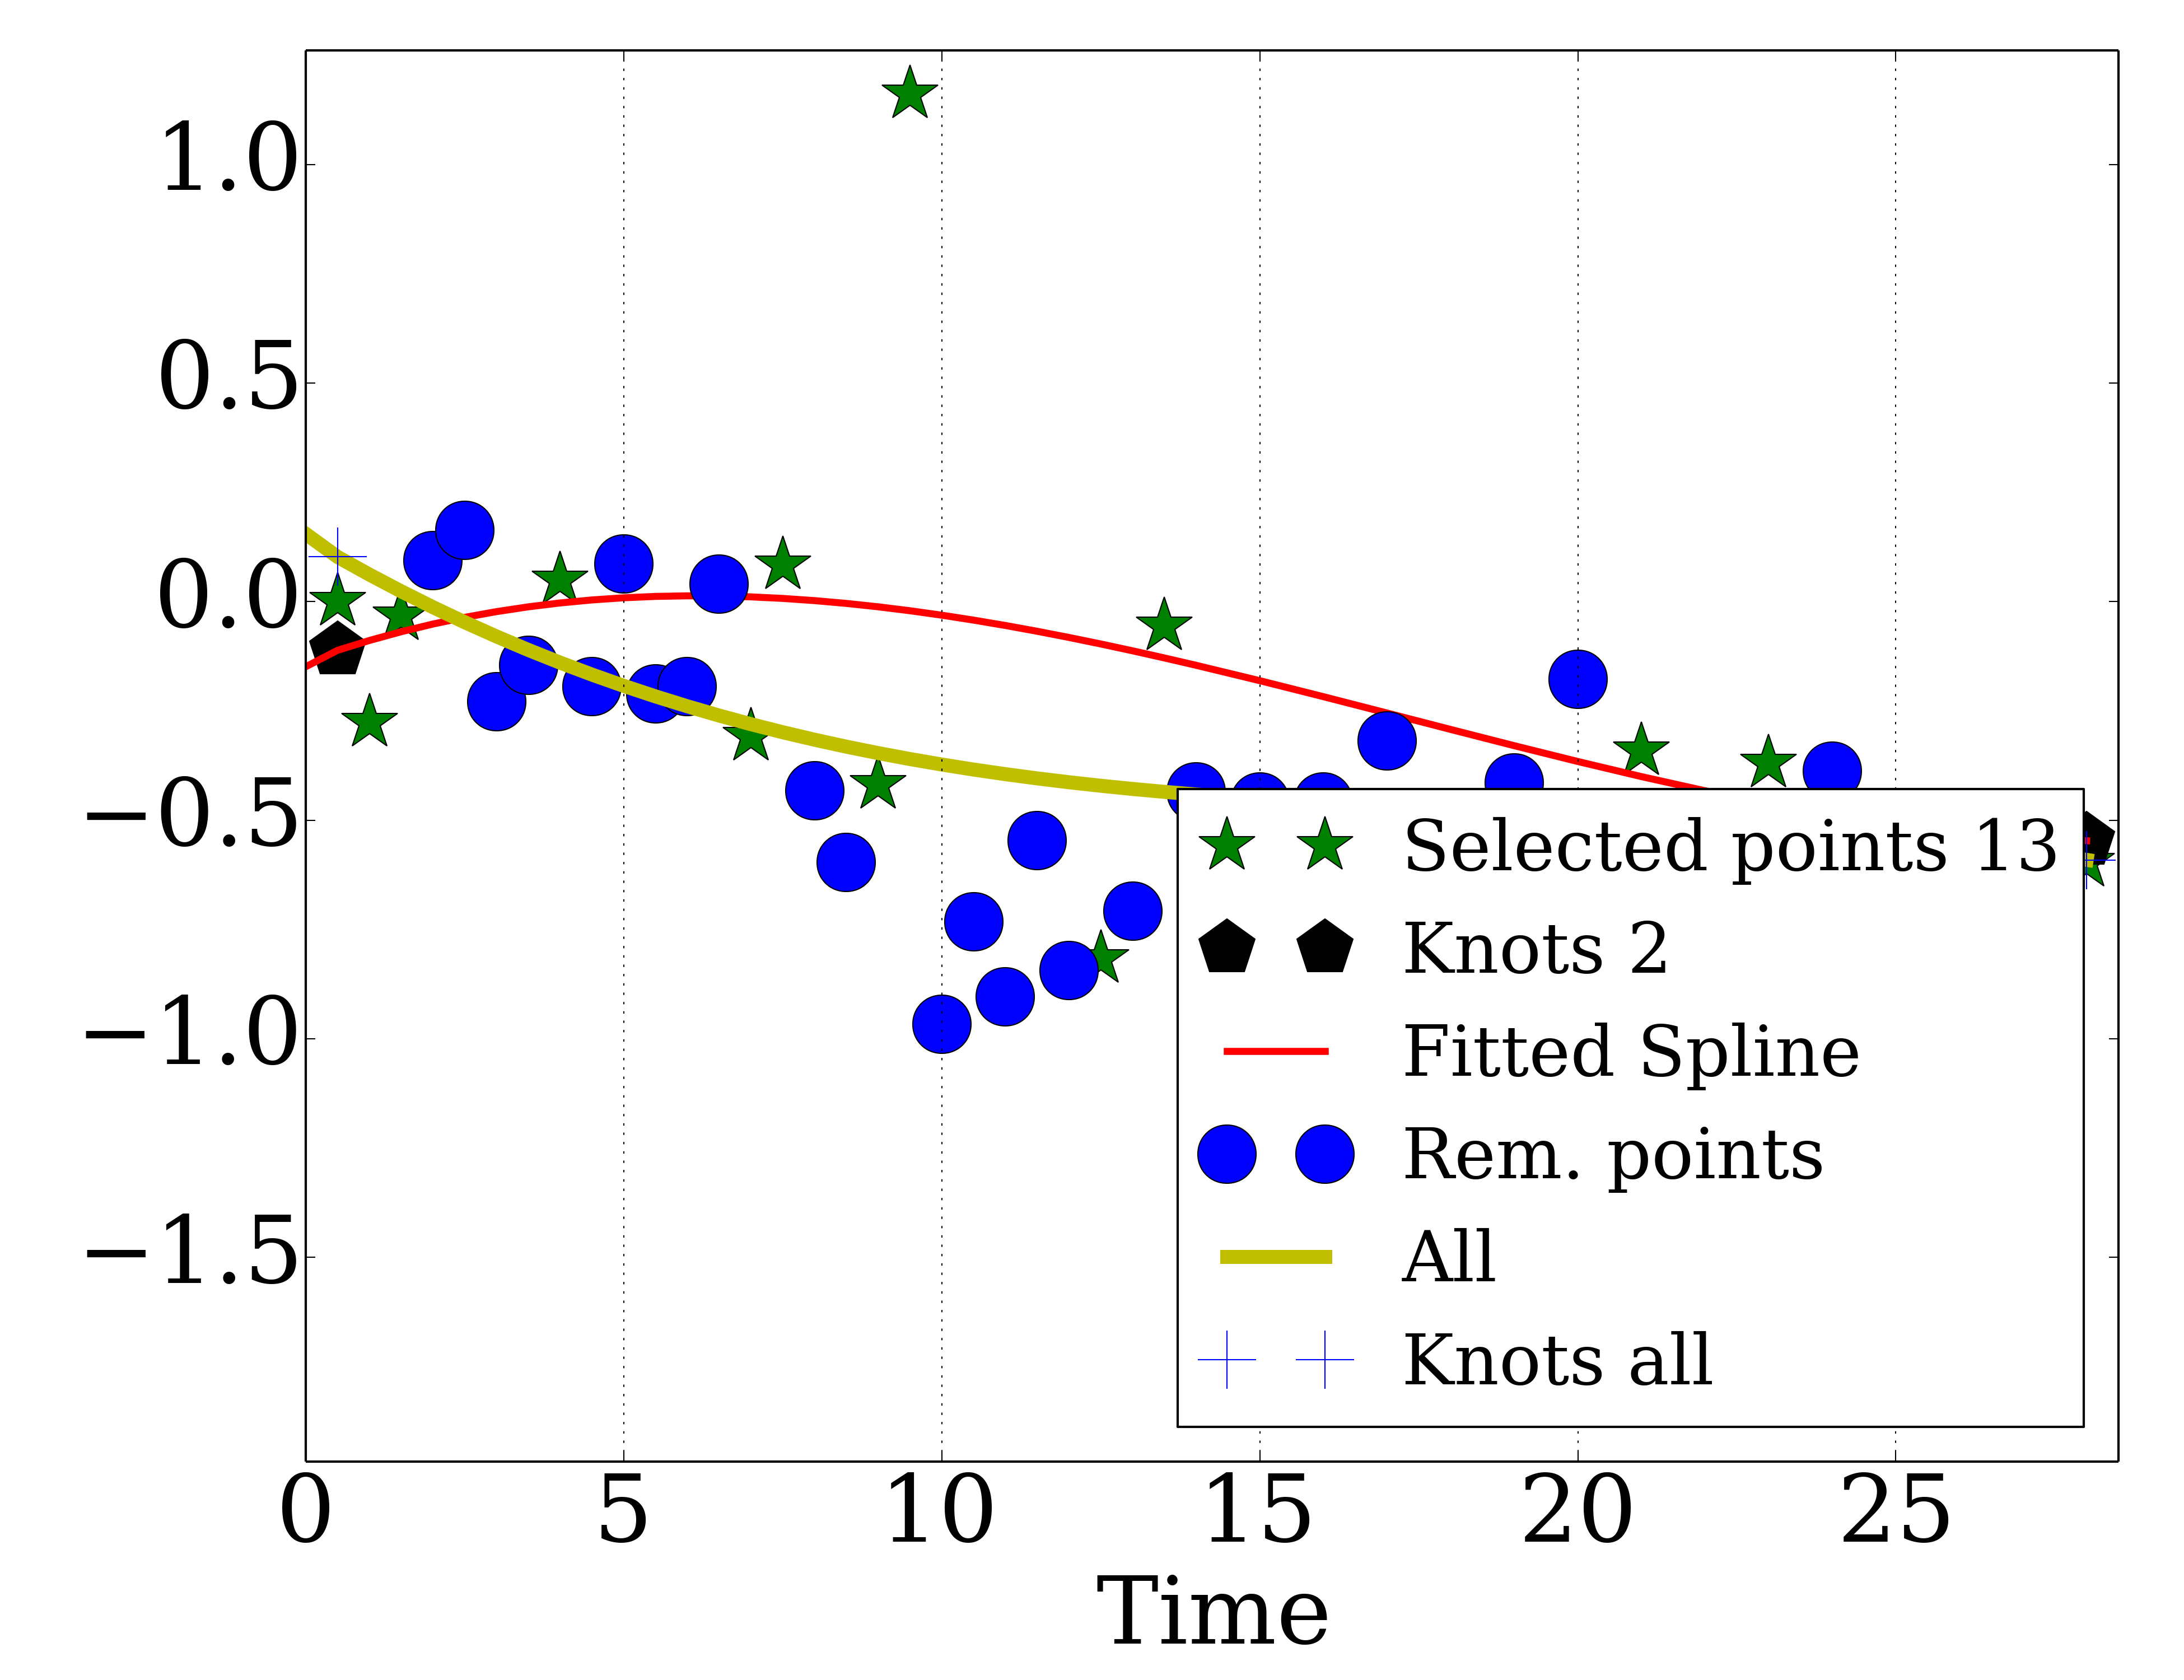 1.0
0.5
0.0
−0.5
−1.0
−1.5
Selected points 13
Knots 2
Fitted Spline
Rem. points
All
Knots all
0 5 10 15 20 25
Time